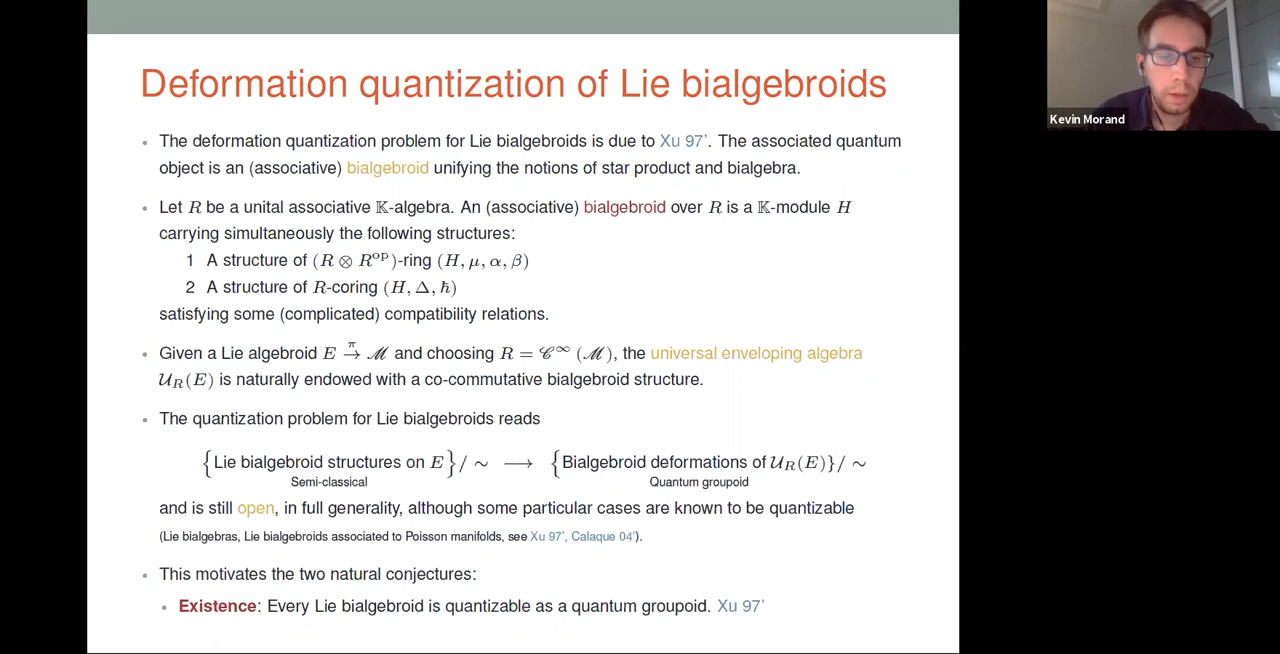 Deformation quantization of Lie bialgebroids
• The deformation quantization problem for Lie bialgebroids is due to Xu 97’. The associated quantum
object is an (associative) bialgebroid unifying the notions of star product and bialgebra.
• Let R be a unital associative 𝕂-algebra. An (associative) bialgebroid over R is a 𝕂-module H
carrying simultaneously the following structures:
1 A structure of (R ⊗ R^op)-ring (H, μ, α, β)
2 A structure of R-coring (H, Δ, ℏ)
satisfying some (complicated) compatibility relations.
• Given a Lie algebroid E →^π ℳ and choosing R = 𝒞^∞ (ℳ), the universal enveloping algebra
𝒰_R(E) is naturally endowed with a co-commutative bialgebroid structure.
• The quantization problem for Lie bialgebroids reads
{Lie bialgebroid structures on E}/ ∼ ⟶ {Bialgebroid deformations of 𝒰_R(E)}/ ∼
Semi-classical Quantum groupoid
and is still open, in full generality, although some particular cases are known to be quantizable
(Lie bialgebras, Lie bialgebroids associated to Poisson manifolds, see Xu 97’, Calaque 04’).
• This motivates the two natural conjectures:
• Existence: Every Lie bialgebroid is quantizable as a quantum groupoid. Xu 97’
Kevin Morand